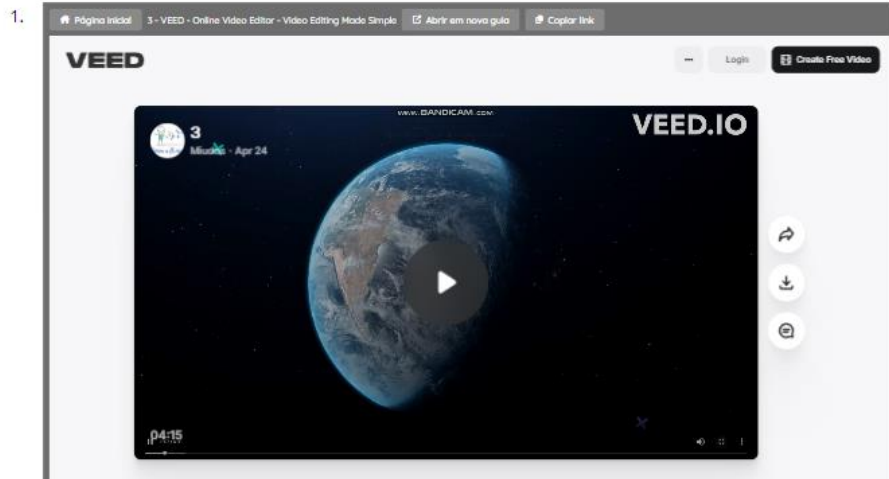 1.
Página inicial 3 - VEED - Online Video Editor - Video Editing Made Simple Abrir em nova guia Copiar link
VEED
Login Create Free Video
www.BANDICAM.com
VEED.IO
3
Miudos - Apr 24
04:15